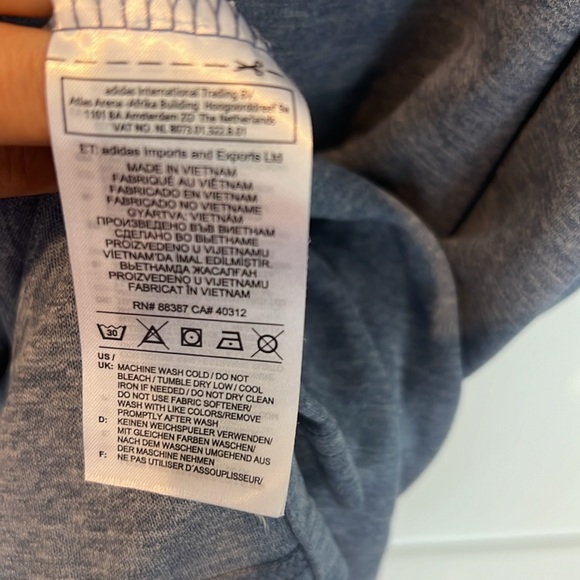 adidas International Trading BV
Atlas Arena -Afrika Building, Hoogoorddreef 9a
1101 BA Amsterdam ZO The Netherlands
VAT NO: NL 8073.01.322.B.01
ET: adidas Imports and Exports Ltd
MADE IN VIETNAM
FABRIQUÉ AU VIÊTNAM
FABRICADO EN VIETNAM
FABRICADO NO VIETNAME
GYÁRTVA: VIETNAM
ПРОИЗВЕДЕНО ВЪВ ВИЕТНАМ
СДЕЛАНО ВО ВЬЕТНАМЕ
PROIZVEDENO U VIJETNAMU
VİETNAM'DA İMAL EDİLMİŞTİR.
ВЬЕТНАМДА ЖАСАЛҒАН
PROIZVEDENO U VIJETNAMU
FABRICAT ÎN VIETNAM
RN# 88387 CA# 40312
30
US /
UK: MACHINE WASH COLD / DO NOT
BLEACH / TUMBLE DRY LOW / COOL
IRON IF NEEDED / DO NOT DRY CLEAN
DO NOT USE FABRIC SOFTENER/
WASH WITH LIKE COLORS/REMOVE
PROMPTLY AFTER WASH
D: KEINEN WEICHSPUELER VERWENDEN/
MIT GLEICHEN FARBEN WASCHEN/
NACH DEM WASCHEN UMGEHEND AUS
DER MASCHINE NEHMEN
F: NE PAS UTILISER D'ASSOUPLISSEUR/